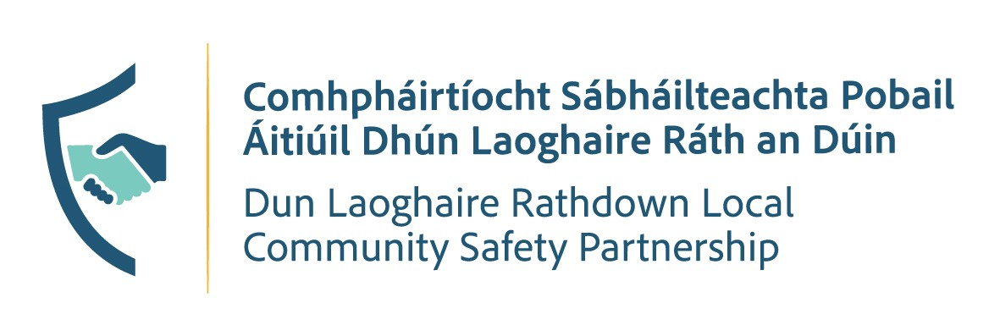 Comhpháirtíocht Sábháilteachta Pobail
Áitiúil Dhún Laoghaire Ráth an Dúin
Dun Laoghaire Rathdown Local
Community Safety Partnership